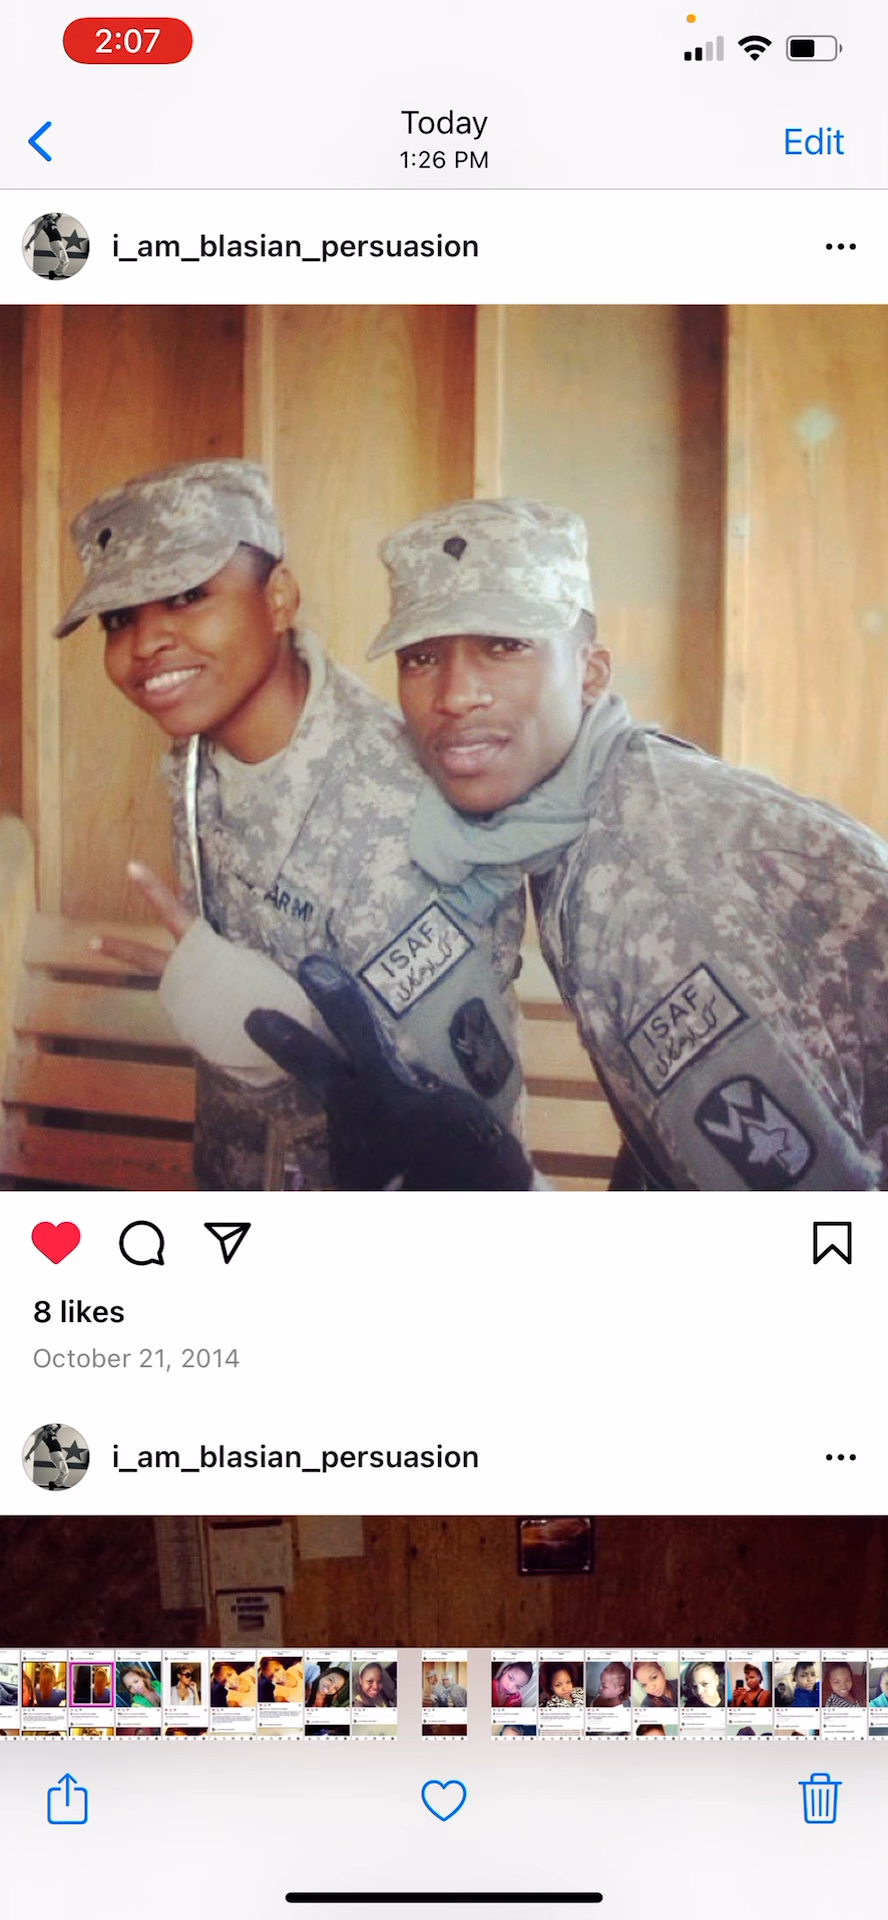 2:07
Today
1:26 PM
Edit
i_am_blasian_persuasion
ARMY
ISAF
ISAF
8 likes
October 21, 2014
i_am_blasian_persuasion